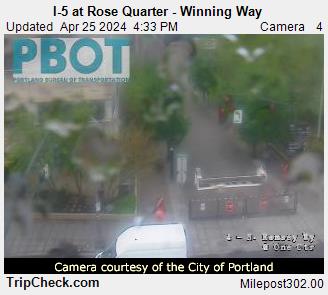 I-5 at Rose Quarter - Winning Way
Updated Apr 25 2024 4:33 PM Camera 4
PBOT
PORTLAND BUREAU OF TRANSPORTATION
Camera courtesy of the City of Portland
TripCheck.com Milepost302.00